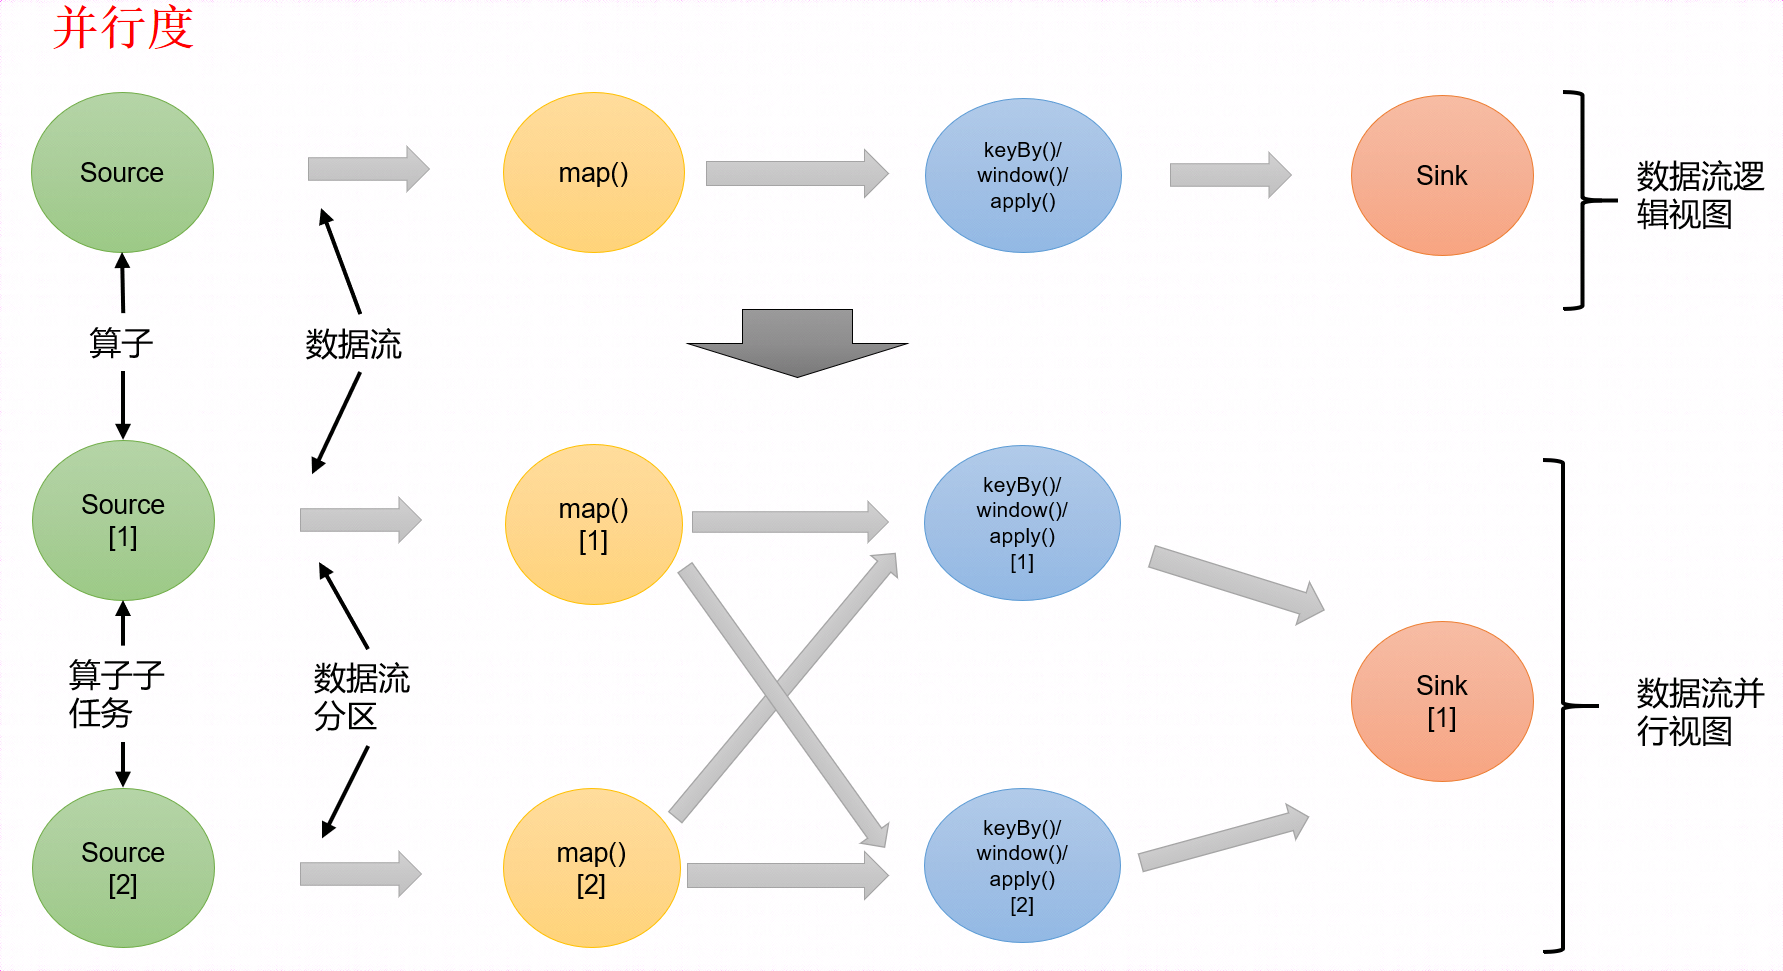 并行度
Source
map()
keyBy()/
window()/
apply()
Sink
数据流逻
辑视图
算子
数据流
Source
[1]
map()
[1]
keyBy()/
window()/
apply()
[1]
算子子
任务
数据流
分区
Sink
[1]
数据流并
行视图
Source
[2]
map()
[2]
keyBy()/
window()/
apply()
[2]